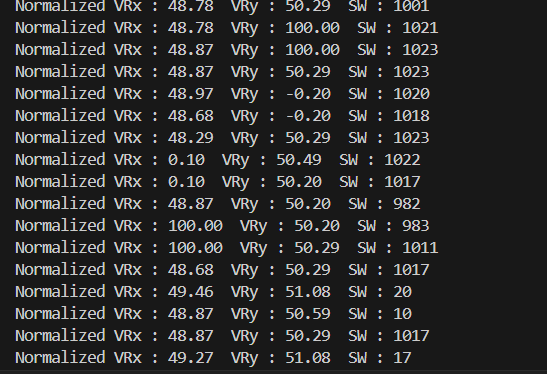 Normalized VRx : 48.78  VRy : 50.29  SW : 1001
Normalized VRx : 48.78  VRy : 100.00  SW : 1021
Normalized VRx : 48.87  VRy : 100.00  SW : 1023
Normalized VRx : 48.87  VRy : 50.29  SW : 1023
Normalized VRx : 48.97  VRy : -0.20  SW : 1020
Normalized VRx : 48.68  VRy : -0.20  SW : 1018
Normalized VRx : 48.29  VRy : 50.29  SW : 1023
Normalized VRx : 0.10  VRy : 50.49  SW : 1022
Normalized VRx : 0.10  VRy : 50.20  SW : 1017
Normalized VRx : 48.87  VRy : 50.20  SW : 982
Normalized VRx : 100.00  VRy : 50.20  SW : 983
Normalized VRx : 100.00  VRy : 50.29  SW : 1011
Normalized VRx : 48.68  VRy : 50.29  SW : 1017
Normalized VRx : 49.46  VRy : 51.08  SW : 20
Normalized VRx : 48.87  VRy : 50.59  SW : 10
Normalized VRx : 48.87  VRy : 50.29  SW : 1017
Normalized VRx : 49.27  VRy : 51.08  SW : 17